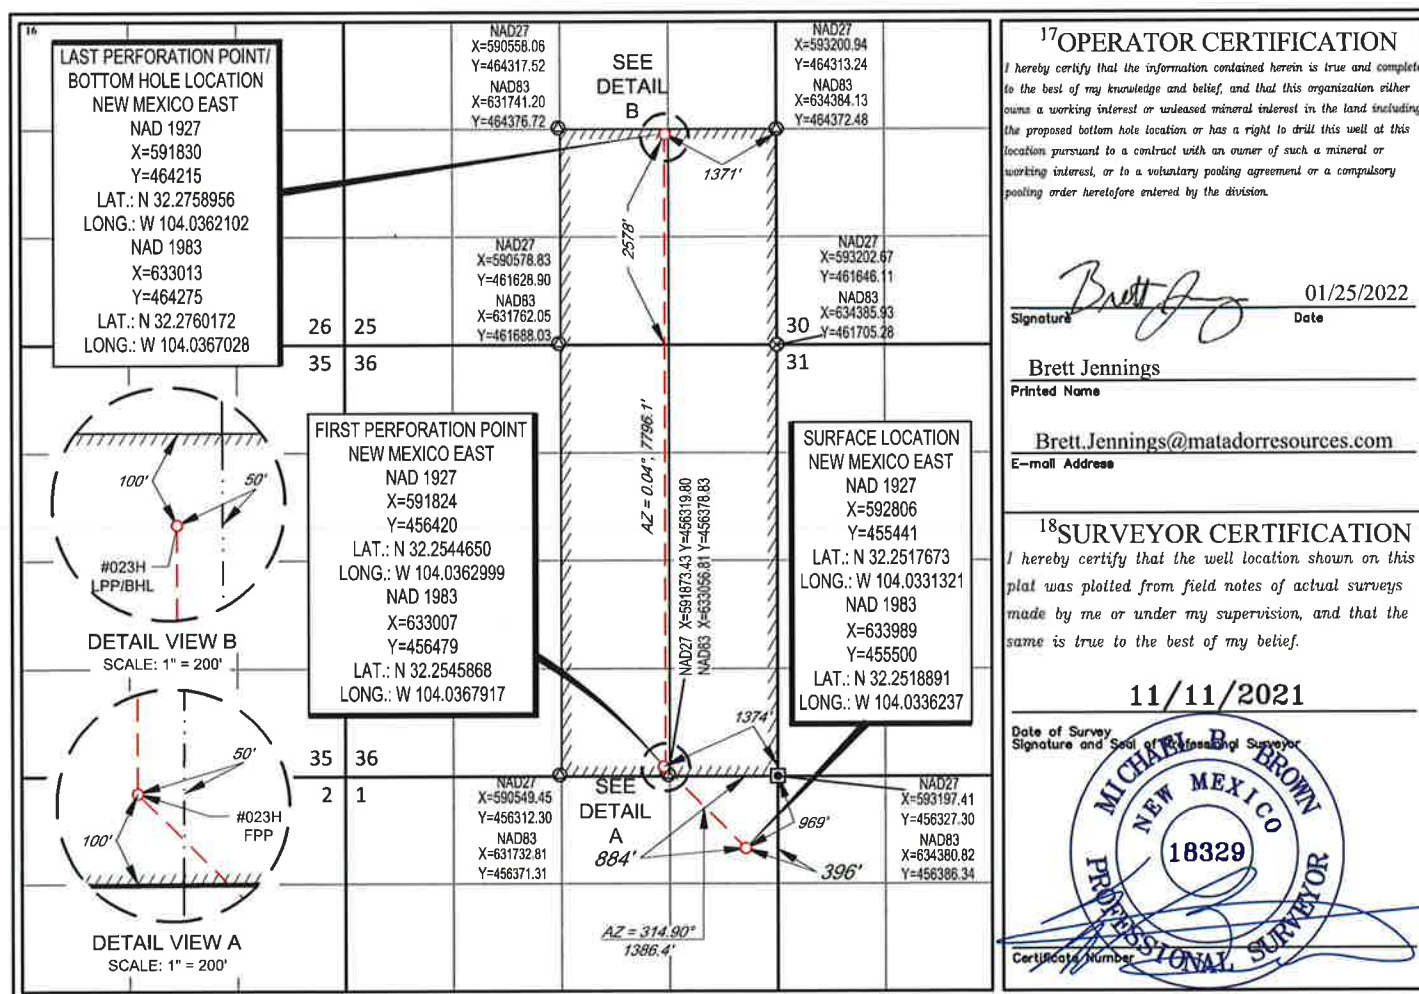 16
LAST PERFORATION POINT/
BOTTOM HOLE LOCATION
NEW MEXICO EAST
NAD 1927
X=591830
Y=464215
LAT.: N 32.2758956
LONG.: W 104.0362102
NAD 1983
X=633013
Y=464275
LAT.: N 32.2760172
LONG.: W 104.0367028
NAD27
X=590558.06
Y=464317.52
NAD83
X=631741.20
Y=464376.72
SEE
DETAIL
B
NAD27
X=593200.94
Y=464313.24
NAD83
X=634384.13
Y=464372.48
1371'
2578'
NAD27
X=590578.83
Y=461628.90
NAD83
X=631762.05
Y=461688.03
NAD27
X=593202.67
Y=461646.11
NAD83
X=634385.93
Y=461705.28
26 25
35 36
30
31
100'
50'
#023H
LPP/BHL
DETAIL VIEW B
SCALE: 1" = 200'
FIRST PERFORATION POINT
NEW MEXICO EAST
NAD 1927
X=591824
Y=456420
LAT.: N 32.2544650
LONG.: W 104.0362999
NAD 1983
X=633007
Y=456479
LAT.: N 32.2545868
LONG.: W 104.0367917
AZ = 0.04°, 7796.1'
NAD27 X=591873.43 Y=456319.80
NAD83 X=633056.81 Y=456378.83
SURFACE LOCATION
NEW MEXICO EAST
NAD 1927
X=592806
Y=455441
LAT.: N 32.2517673
LONG.: W 104.0331321
NAD 1983
X=633989
Y=455500
LAT.: N 32.2518891
LONG.: W 104.0336237
1374'
35 36
2 1
50'
#023H
FPP
100'
DETAIL VIEW A
SCALE: 1" = 200'
NAD27
X=590549.45
Y=456312.30
NAD83
X=631732.81
Y=456371.31
SEE
DETAIL
A
884'
969'
396'
NAD27
X=593197.41
Y=456327.30
NAD83
X=634380.82
Y=456386.34
AZ = 314.90°
1386.4'
17OPERATOR CERTIFICATION
I hereby certify that the information contained herein is true and complete
to the best of my knowledge and belief, and that this organization either
owns a working interest or unleased mineral interest in the land including
the proposed bottom hole location or has a right to drill this well at this
location pursuant to a contract with an owner of such a mineral or
working interest, or to a voluntary pooling agreement or a compulsory
pooling order heretofore entered by the division.
01/25/2022
Signature Date
Brett Jennings
Printed Name
Brett.Jennings@matadorresources.com
E-mail Address
18SURVEYOR CERTIFICATION
I hereby certify that the well location shown on this
plat was plotted from field notes of actual surveys
made by me or under my supervision, and that the
same is true to the best of my belief.
11/11/2021
Date of Survey
Signature and Seal of Professional Surveyor
MICHAEL B. BROWN
NEW MEXICO
18329
PROFESSIONAL SURVEYOR
Certificate Number